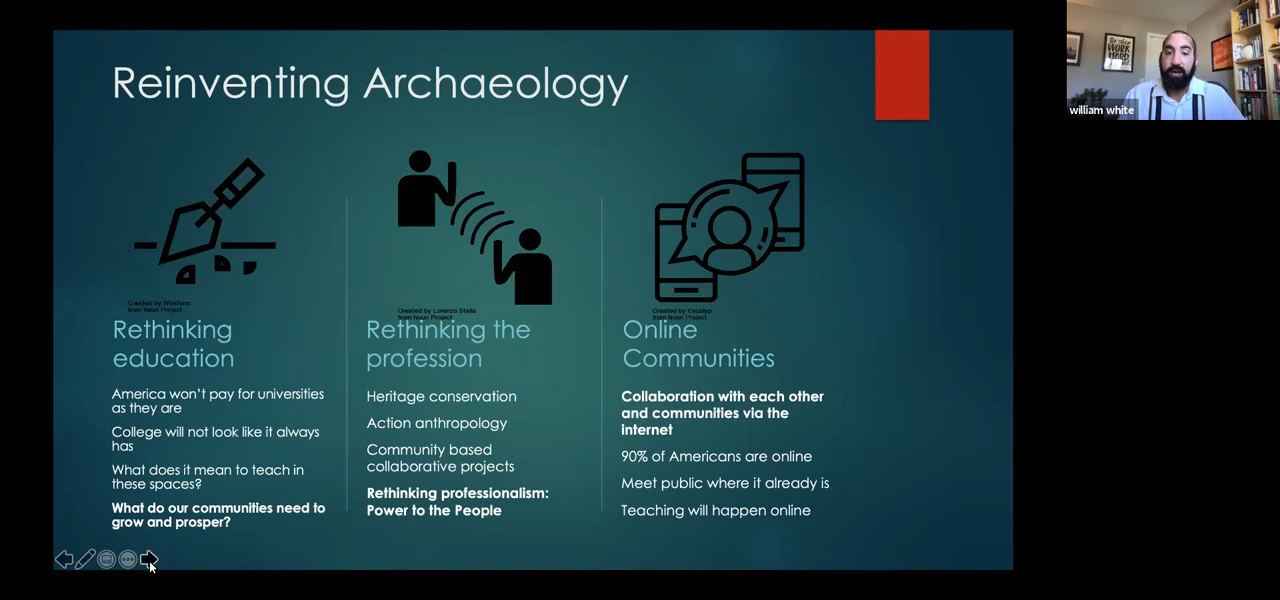 Reinventing Archaeology
Created by Wireform
from Noun Project
Rethinking
education
America won't pay for universities
as they are
College will not look like it always
has
What does it mean to teach in
these spaces?
What do our communities need to
grow and prosper?
Created by Lorenzo Stella
from Noun Project
Rethinking the
profession
Heritage conservation
Action anthropology
Community based
collaborative projects
Rethinking professionalism:
Power to the People
Created by Eucalyp
from Noun Project
Online
Communities
Collaboration with each other
and communities via the
internet
90% of Americans are online
Meet public where it already is
Teaching will happen online
WORK
HARD
william white